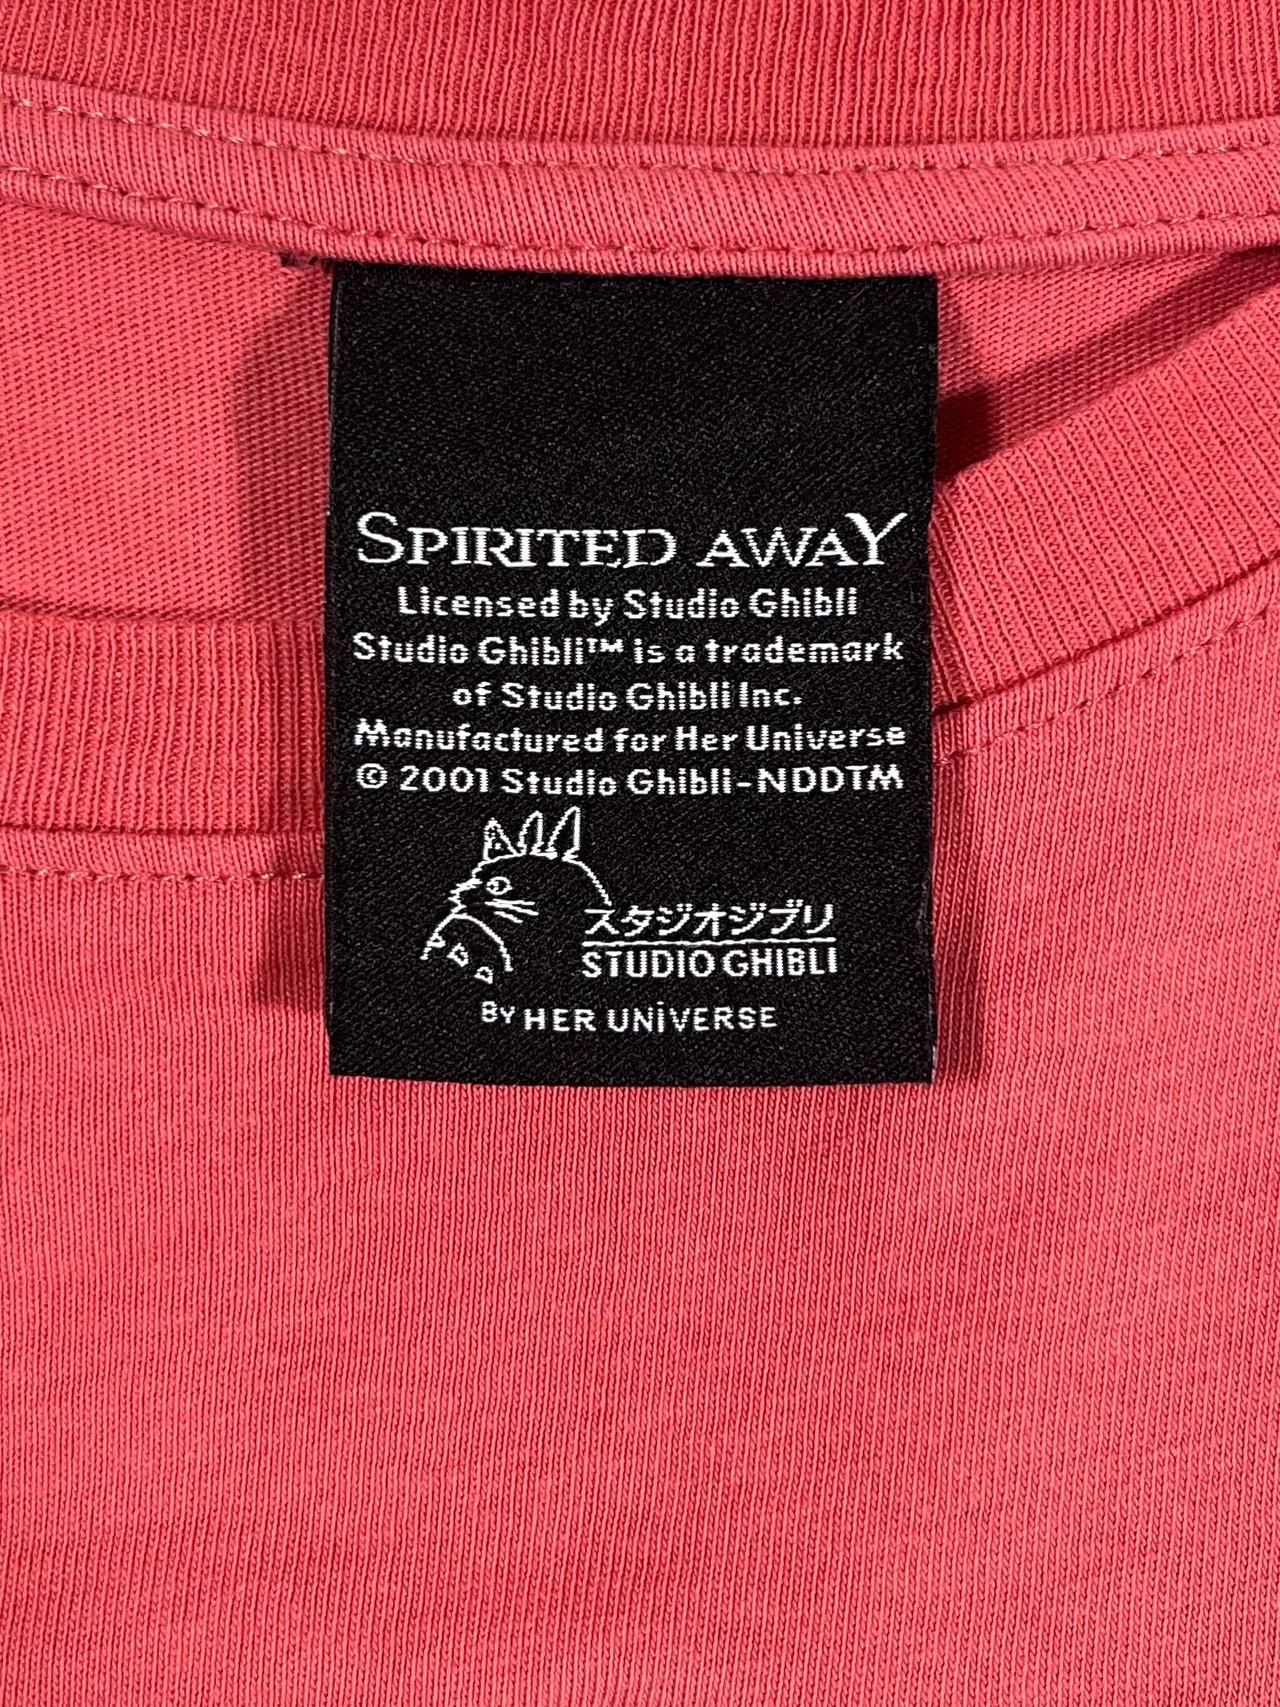 SPIRITED AWAY
Licensed by Studio Ghibli
Studio Ghibli™ is a trademark
of Studio Ghibli Inc.
Manufactured for Her Universe
© 2001 Studio Ghibli-NDDTM
スタジオジブリ
STUDIO GHIBLI
BY HER UNiVERSE